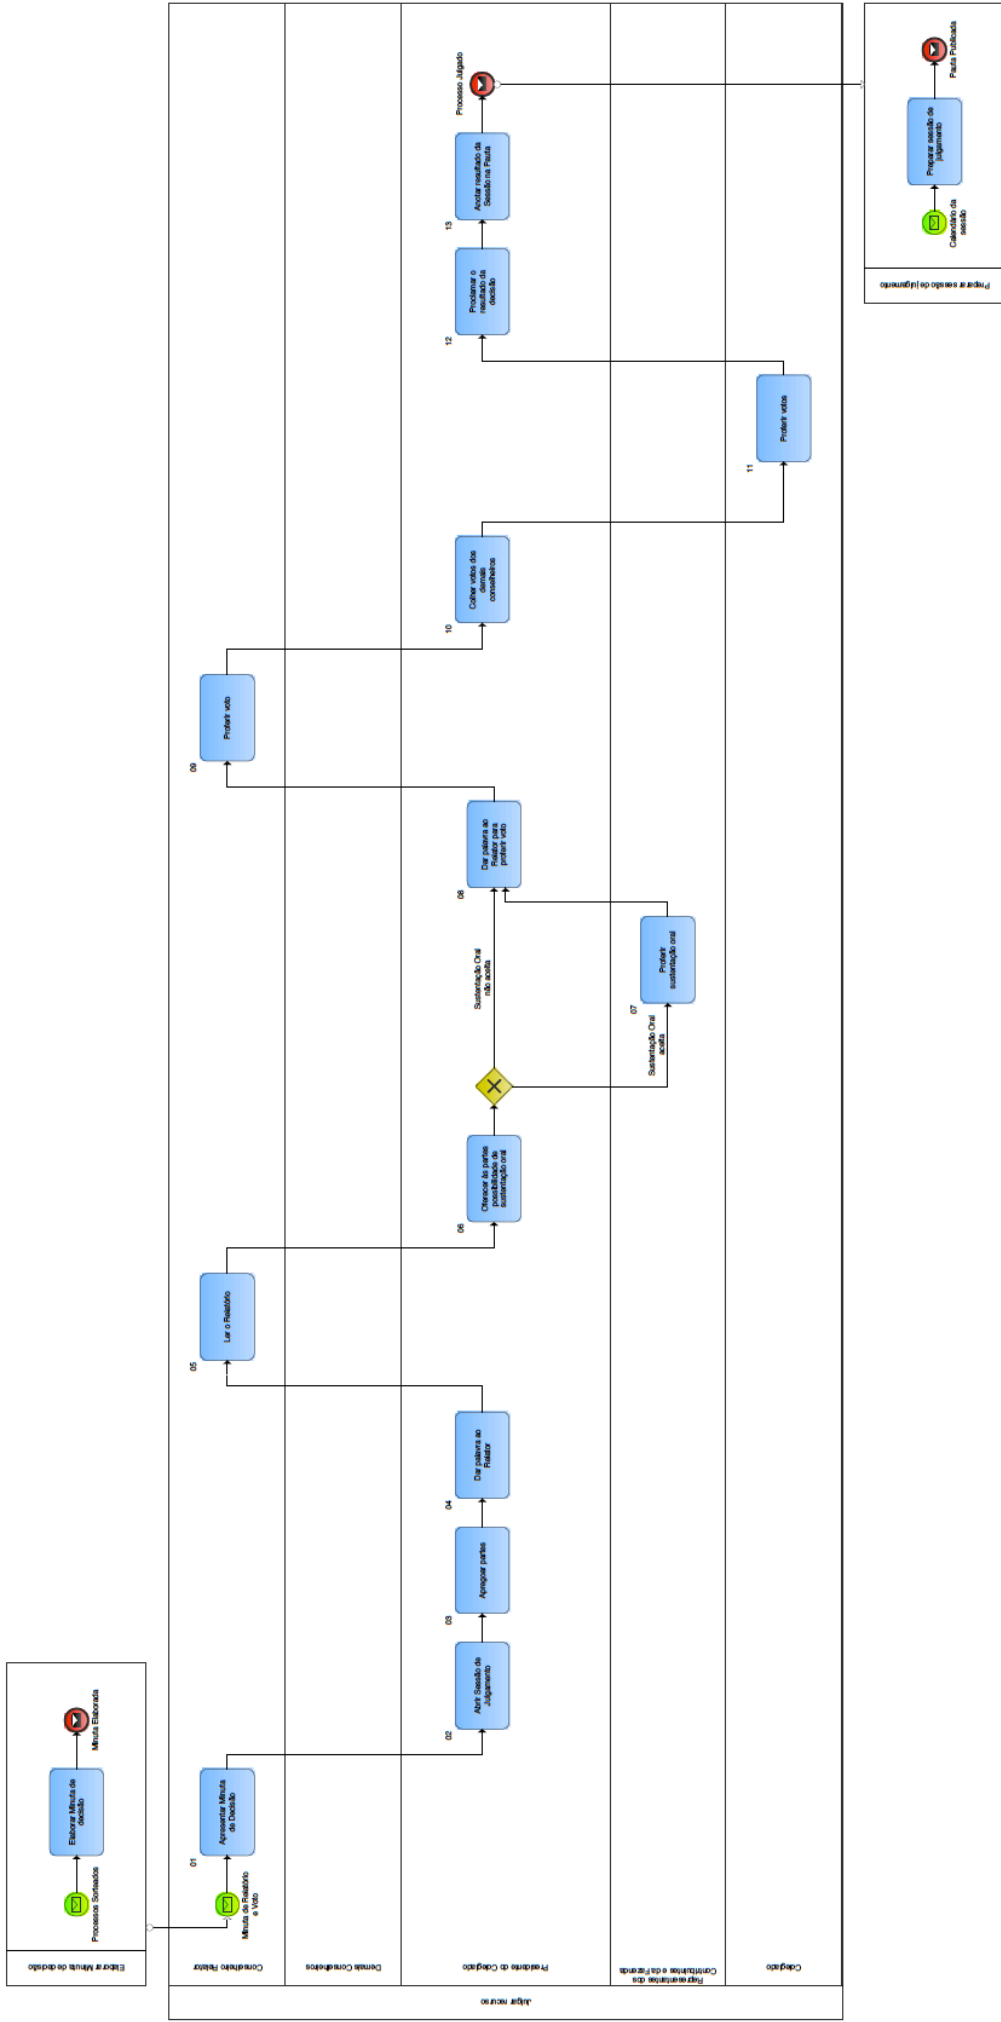 Elaborar Minuta de decisão
Processos Sorteados
Elaborar Minuta de
decisão
Minuta Elaborada
Julgar recurso
Conselheiro Relator
Demais Conselheiros
Presidente do Colegiado
Representantes dos
Contribuintes e da Fazenda
Colegiado
Minuta de Relatório
e Voto
01
Apresentar Minuta
de Decisão
02
Abrir Sessão de
Julgamento
03
Apregoar partes
04
Dar palavra ao
Relator
05
Ler o Relatório
06
Oferecer às partes
possibilidade de
sustentação oral
Sustentação Oral
não aceita
Sustentação Oral
aceita
07
Proferir
sustentação oral
08
Dar palavra ao
Relator para
proferir voto
09
Proferir voto
10
Colher votos dos
demais
conselheiros
11
Proferir votos
12
Proclamar o
resultado da
decisão
13
Anotar resultado da
Sessão na Pauta
Processo Julgado
Preparar sessão de julgamento
Calendário da
sessão
Preparar sessão de
julgamento
Pauta Publicada